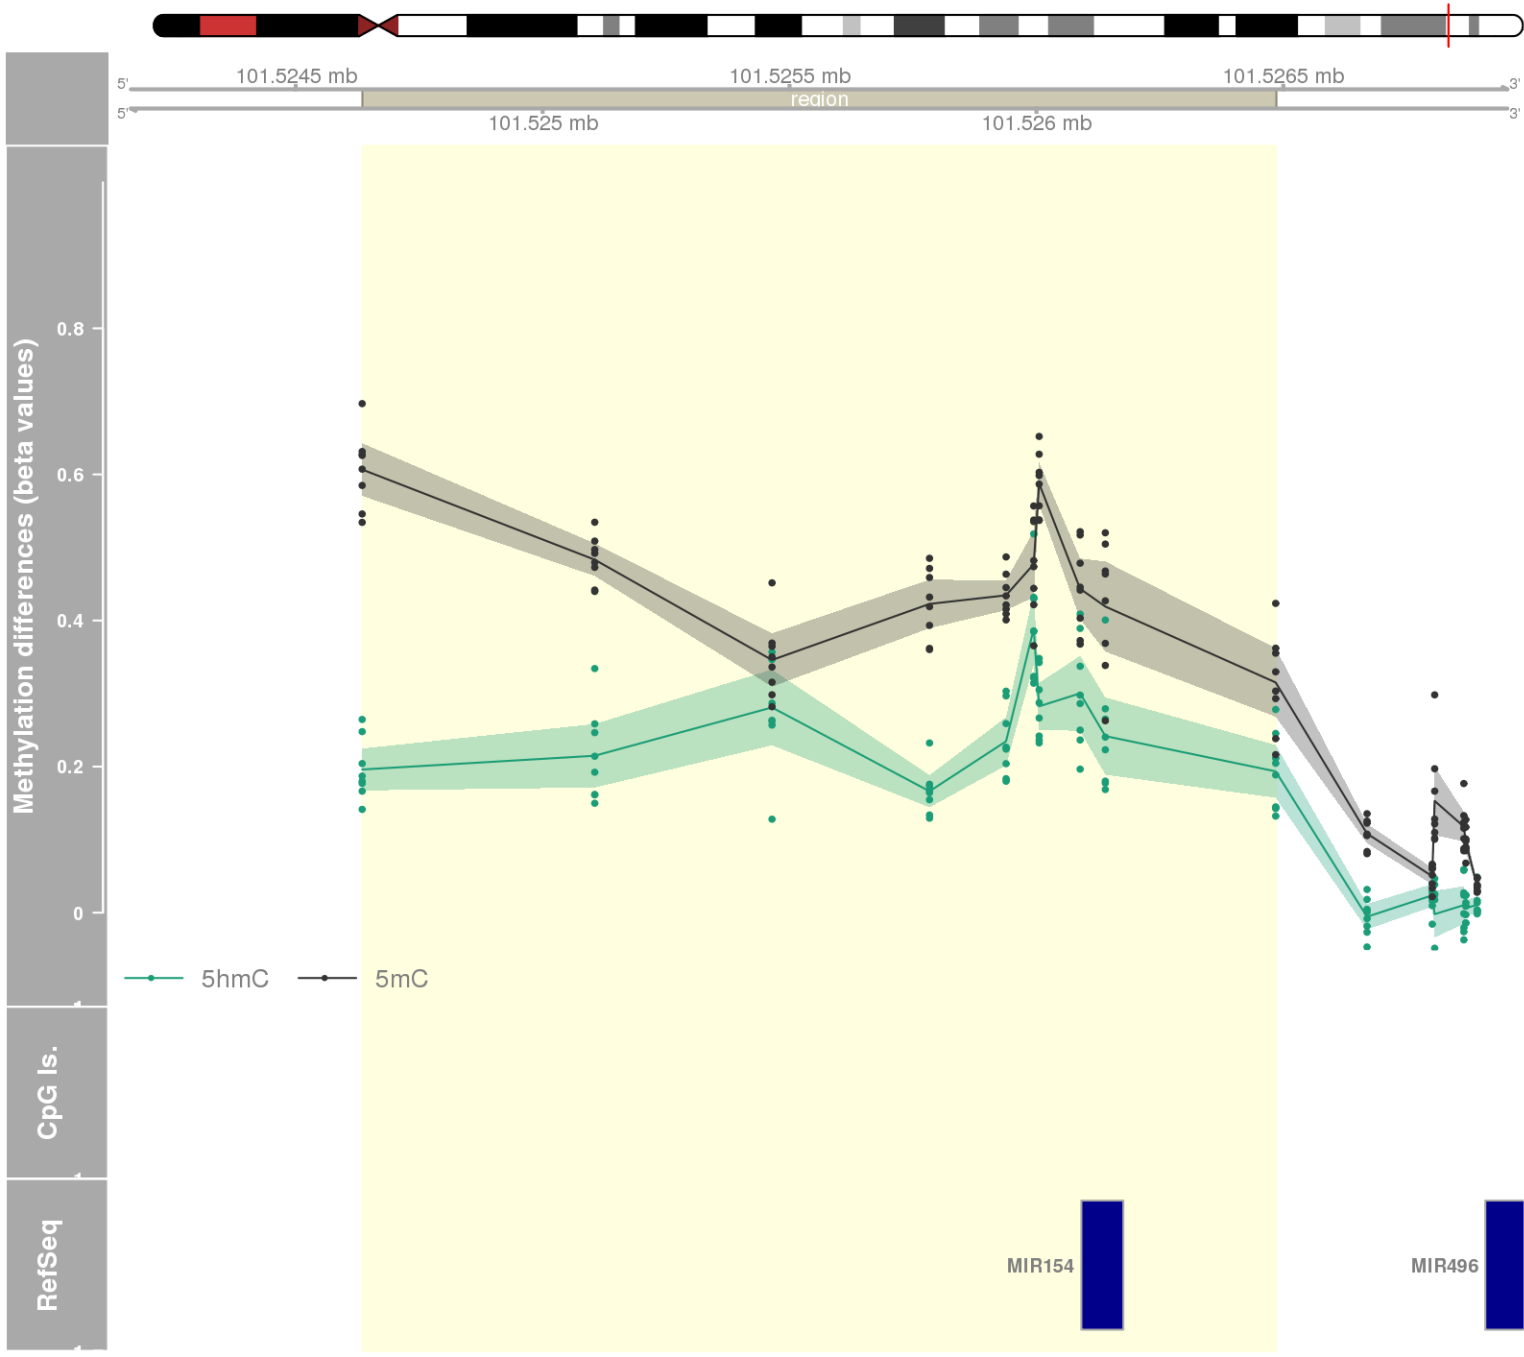 101.5245 mb
101.5255 mb
101.5265 mb
5'
3'
region
5'
3'
101.525 mb
101.526 mb
Methylation differences (beta values)
0.8
0.6
0.4
0.2
0
5hmC
5mC
CpG Is.
RefSeq
MIR154
MIR496